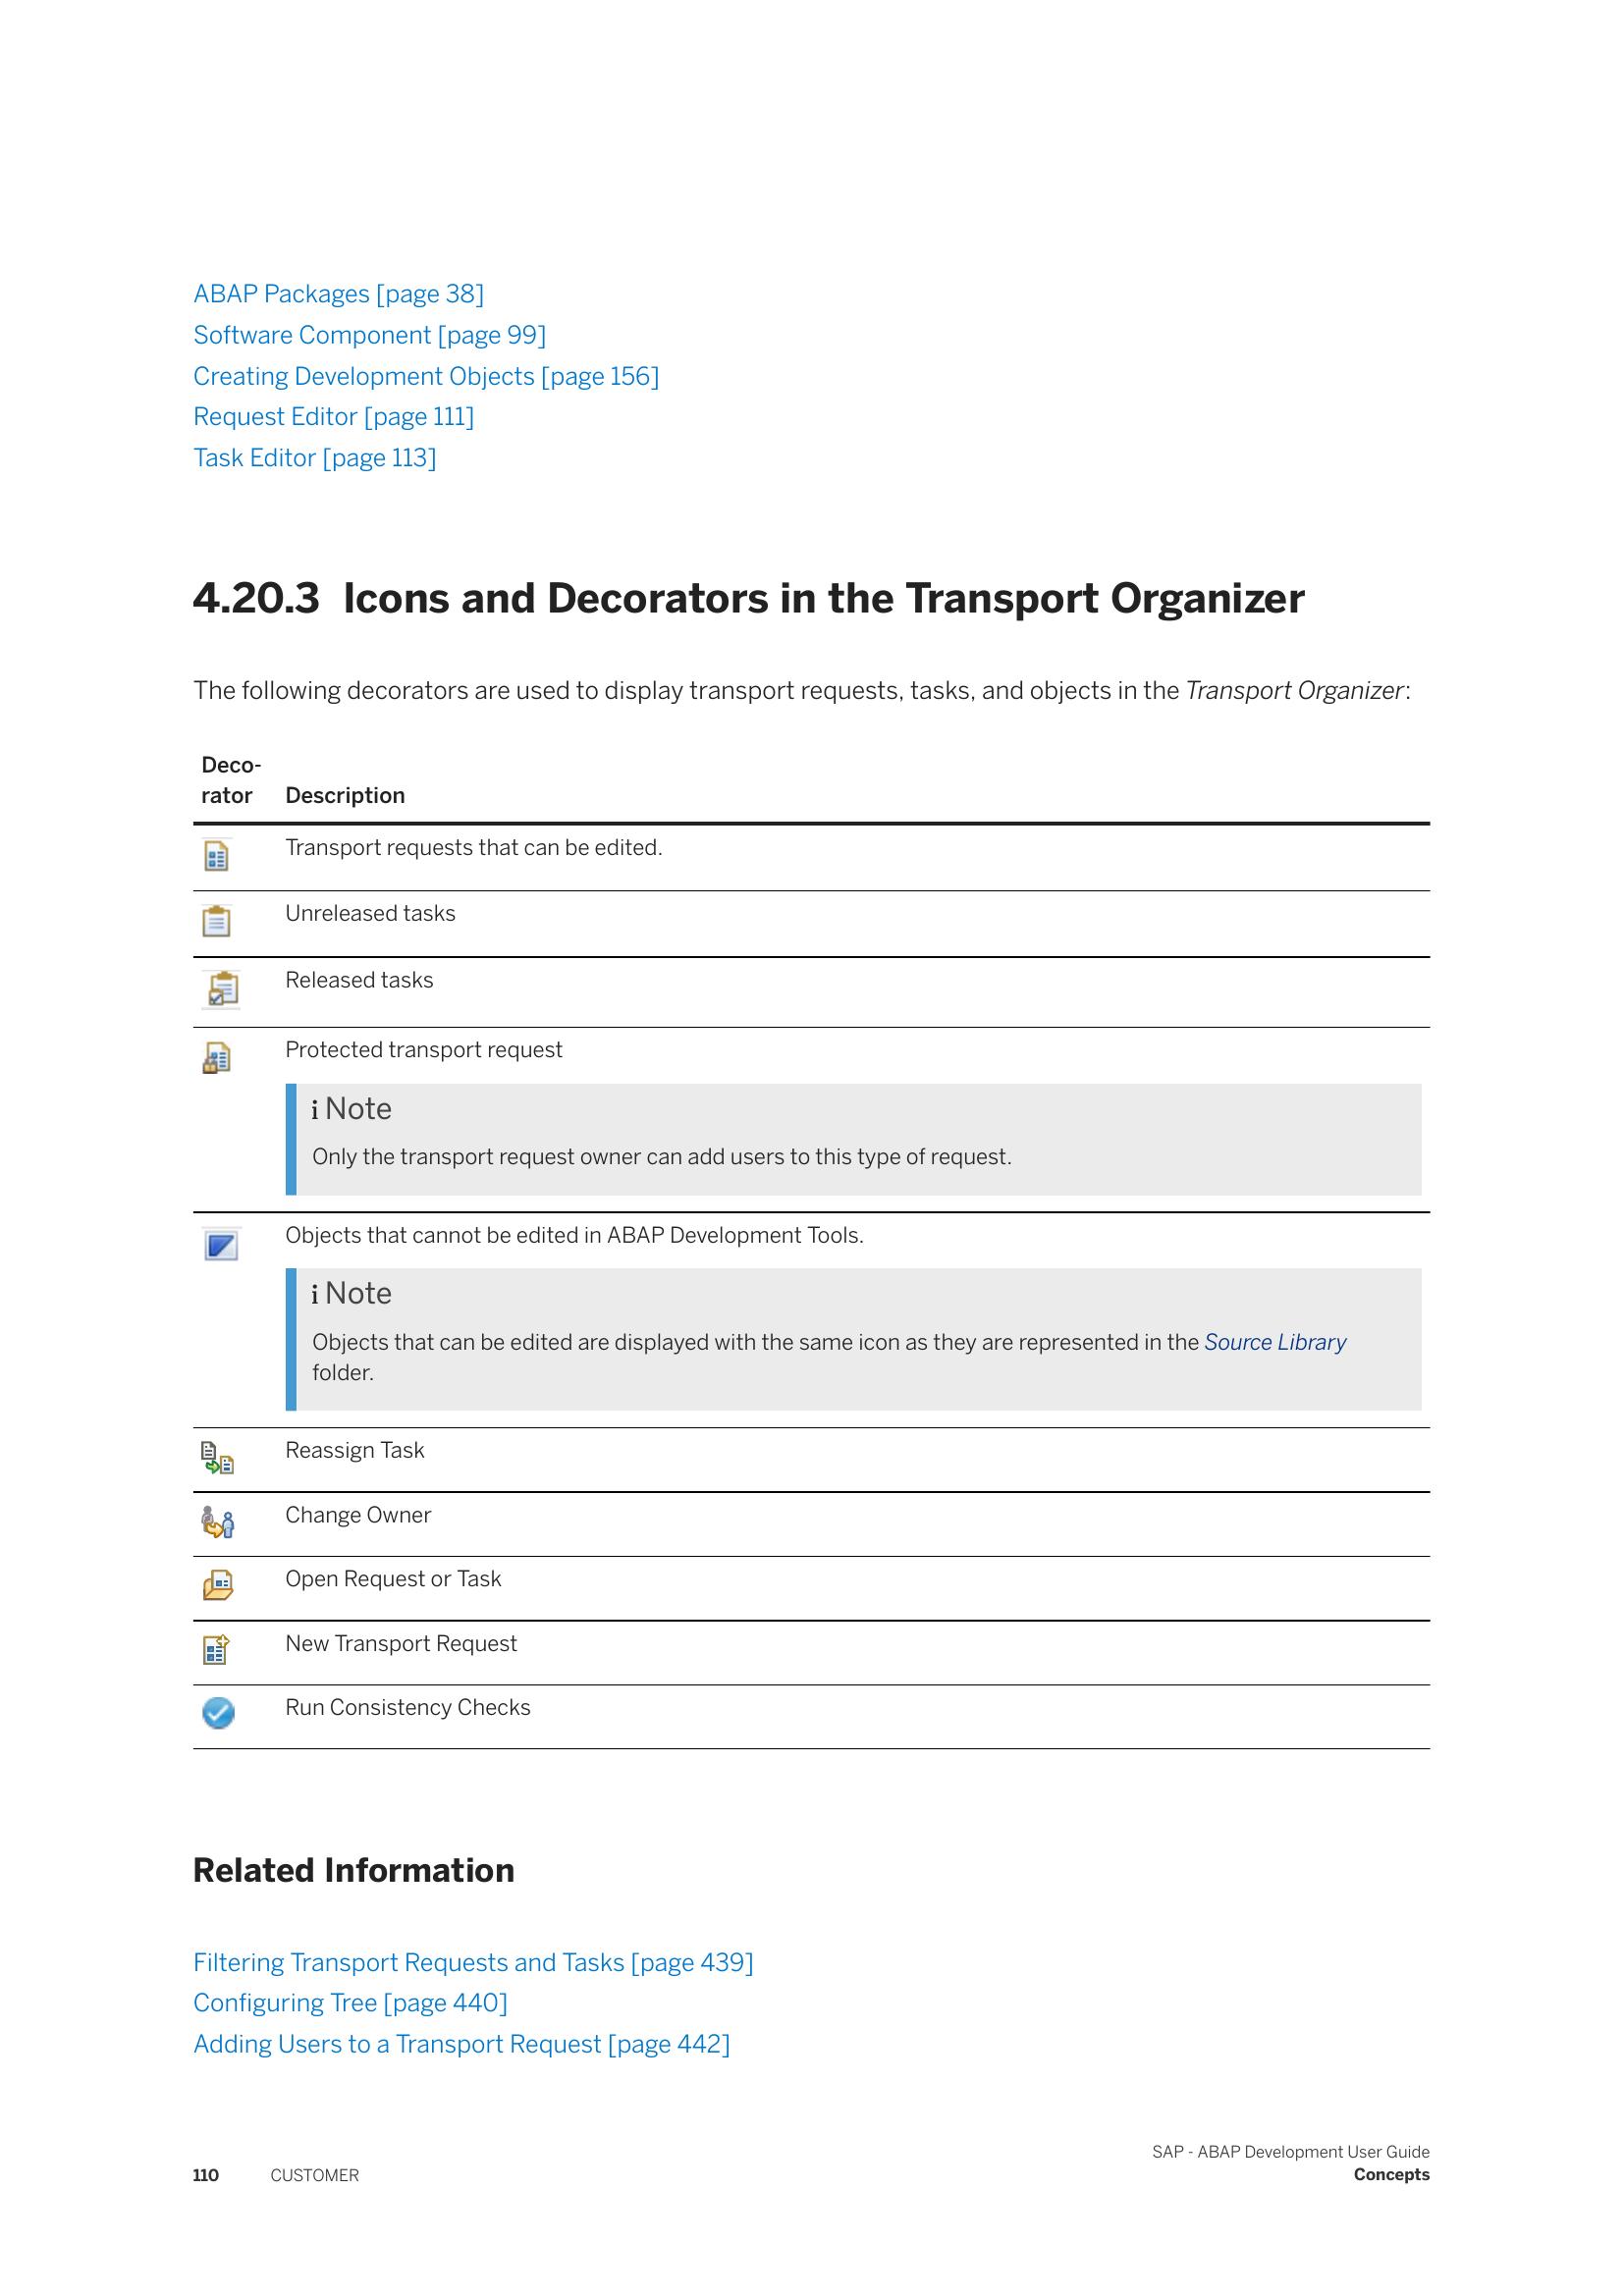 ABAP Packages [page 38]
Software Component [page 99]
Creating Development Objects [page 156]
Request Editor [page 111]
Task Editor [page 113]
4.20.3 Icons and Decorators in the Transport Organizer
The following decorators are used to display transport requests, tasks, and objects in the Transport Organizer:
Deco-
rator Description
Transport requests that can be edited.
Unreleased tasks
Released tasks
Protected transport request
i Note
Only the transport request owner can add users to this type of request.
Objects that cannot be edited in ABAP Development Tools.
i Note
Objects that can be edited are displayed with the same icon as they are represented in the Source Library
folder.
Reassign Task
Change Owner
Open Request or Task
New Transport Request
Run Consistency Checks
Related Information
Filtering Transport Requests and Tasks [page 439]
Configuring Tree [page 440]
Adding Users to a Transport Request [page 442]
SAP - ABAP Development User Guide
110 CUSTOMER Concepts